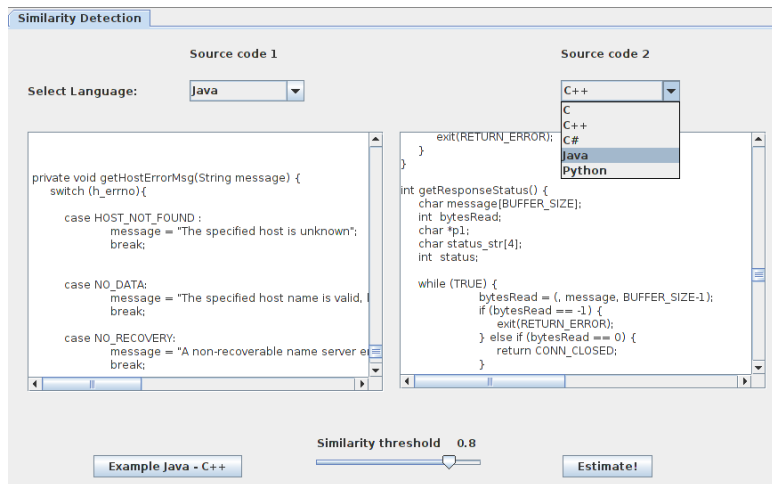 Similarity Detection
Source code 1
Source code 2
Select Language:
Java
C++
C
C++
C#
Java
Python
private void getHostErrorMsg(String message) {
switch (h_errno){
case HOST_NOT_FOUND :
message = "The specified host is unknown";
break;
case NO_DATA:
message = "The specified host name is valid,
break;
case NO_RECOVERY:
message = "A non-recoverable name server
break;
exit(RETURN_ERROR);
}
}
int getResponseStatus() {
char message[BUFFER_SIZE];
int bytesRead;
char *p1;
char status_str[4];
int status;
while (TRUE) {
bytesRead = (, message, BUFFER_SIZE-1);
if (bytesRead == -1) {
exit(RETURN_ERROR);
} else if (bytesRead == 0) {
return CONN_CLOSED;
}
Similarity threshold 0.8
Example Java - C++
Estimate!